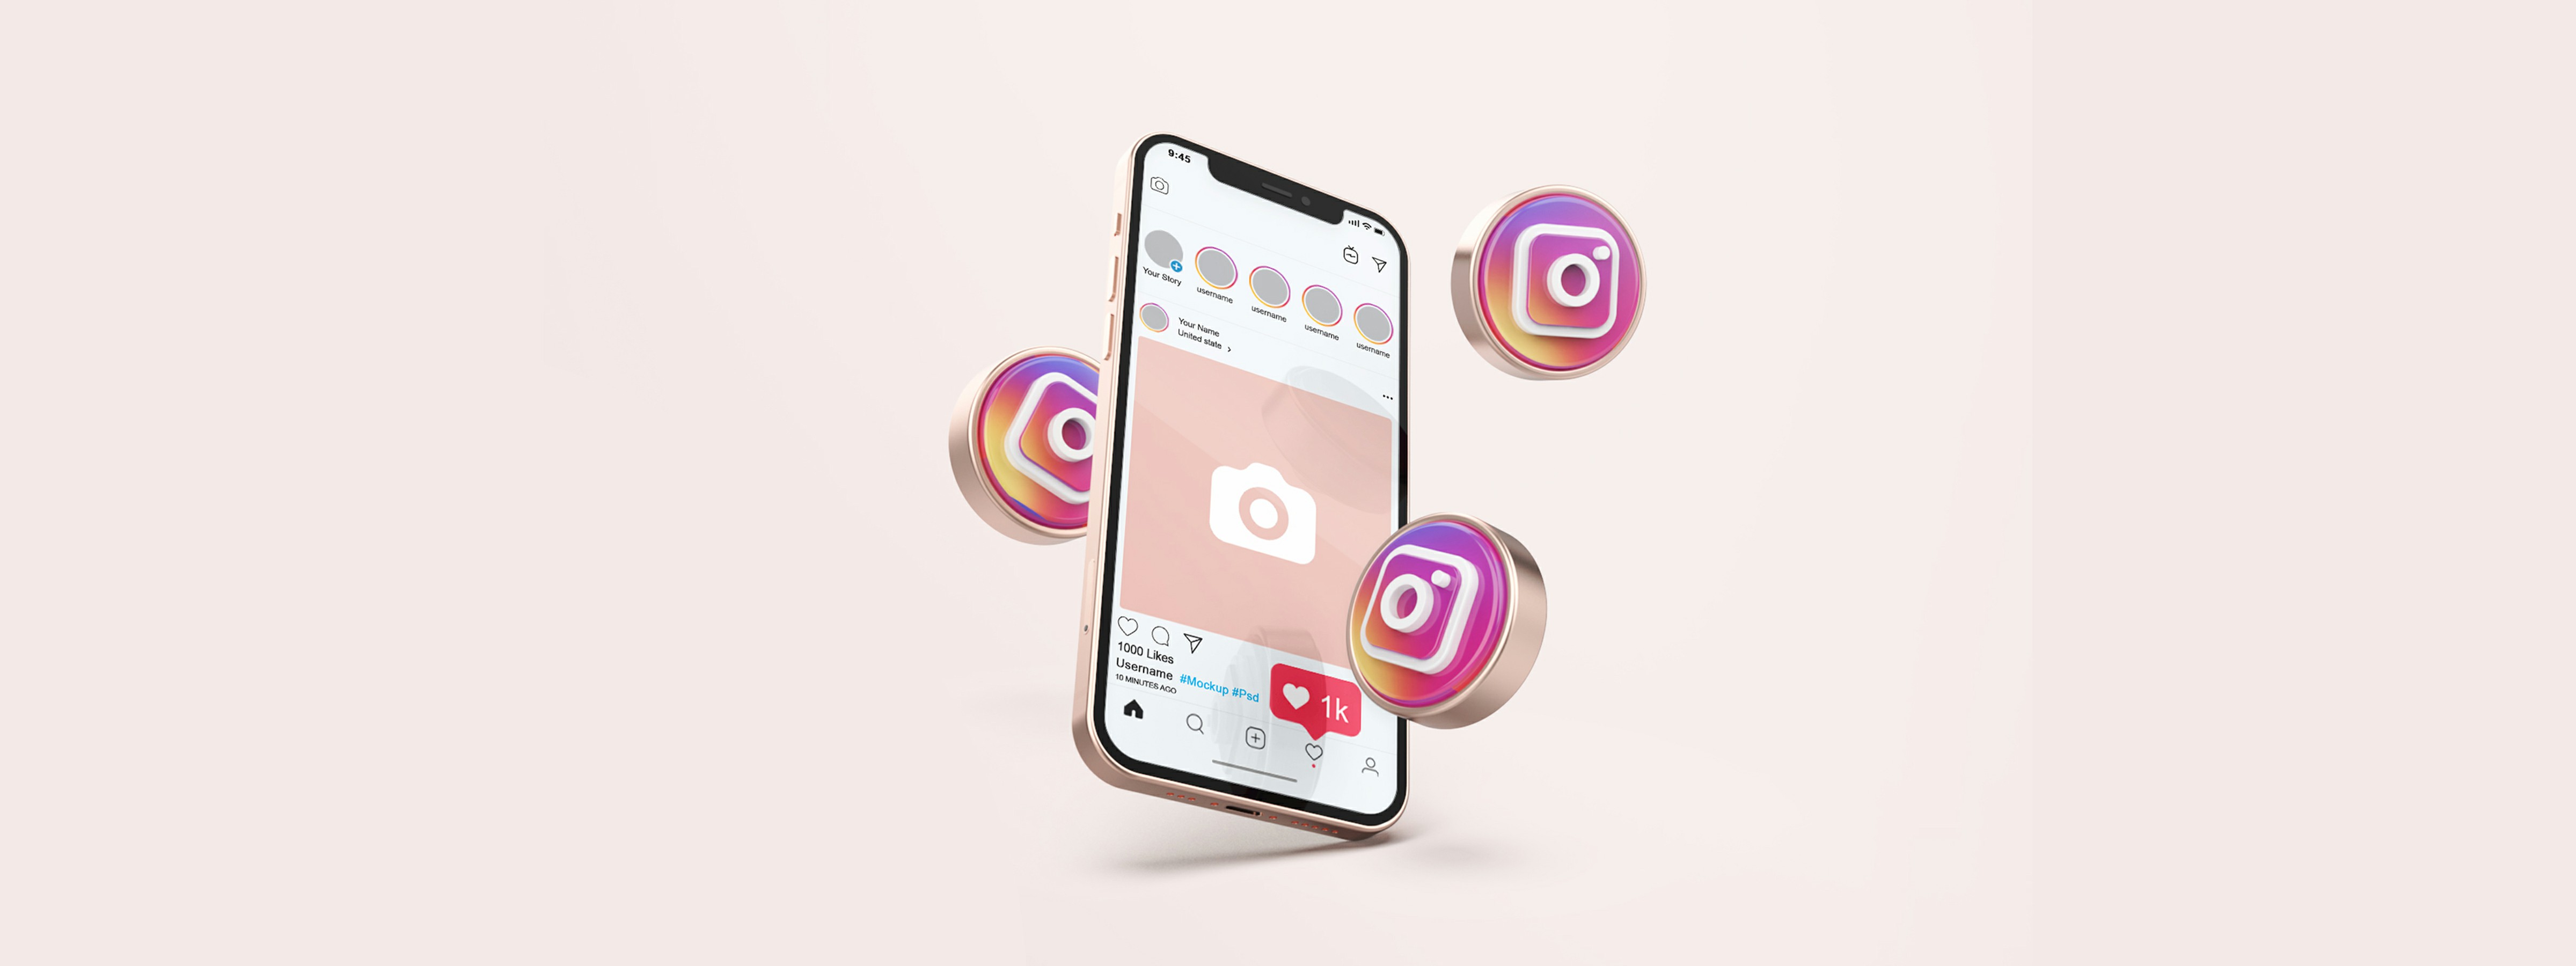 9:45
Your Story
username
username
username
username
Your Name
United state
1000 Likes
Username #Mockup #Psd
10 MINUTES AGO
1k